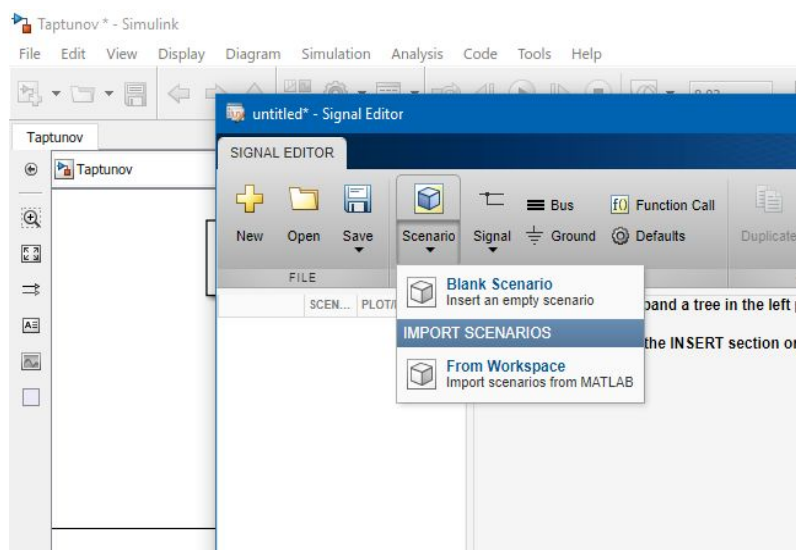 Taptunov * - Simulink
File Edit View Display Diagram Simulation Analysis Code Tools Help
untitled* - Signal Editor
Taptunov
SIGNAL EDITOR
Taptunov
Bus Function Call
New Open Save Scenario Signal Ground Defaults Duplicate
FILE
SCEN... PLOT/
Blank Scenario
Insert an empty scenario
pand a tree in the left
IMPORT SCENARIOS
the INSERT section or
From Workspace
Import scenarios from MATLAB